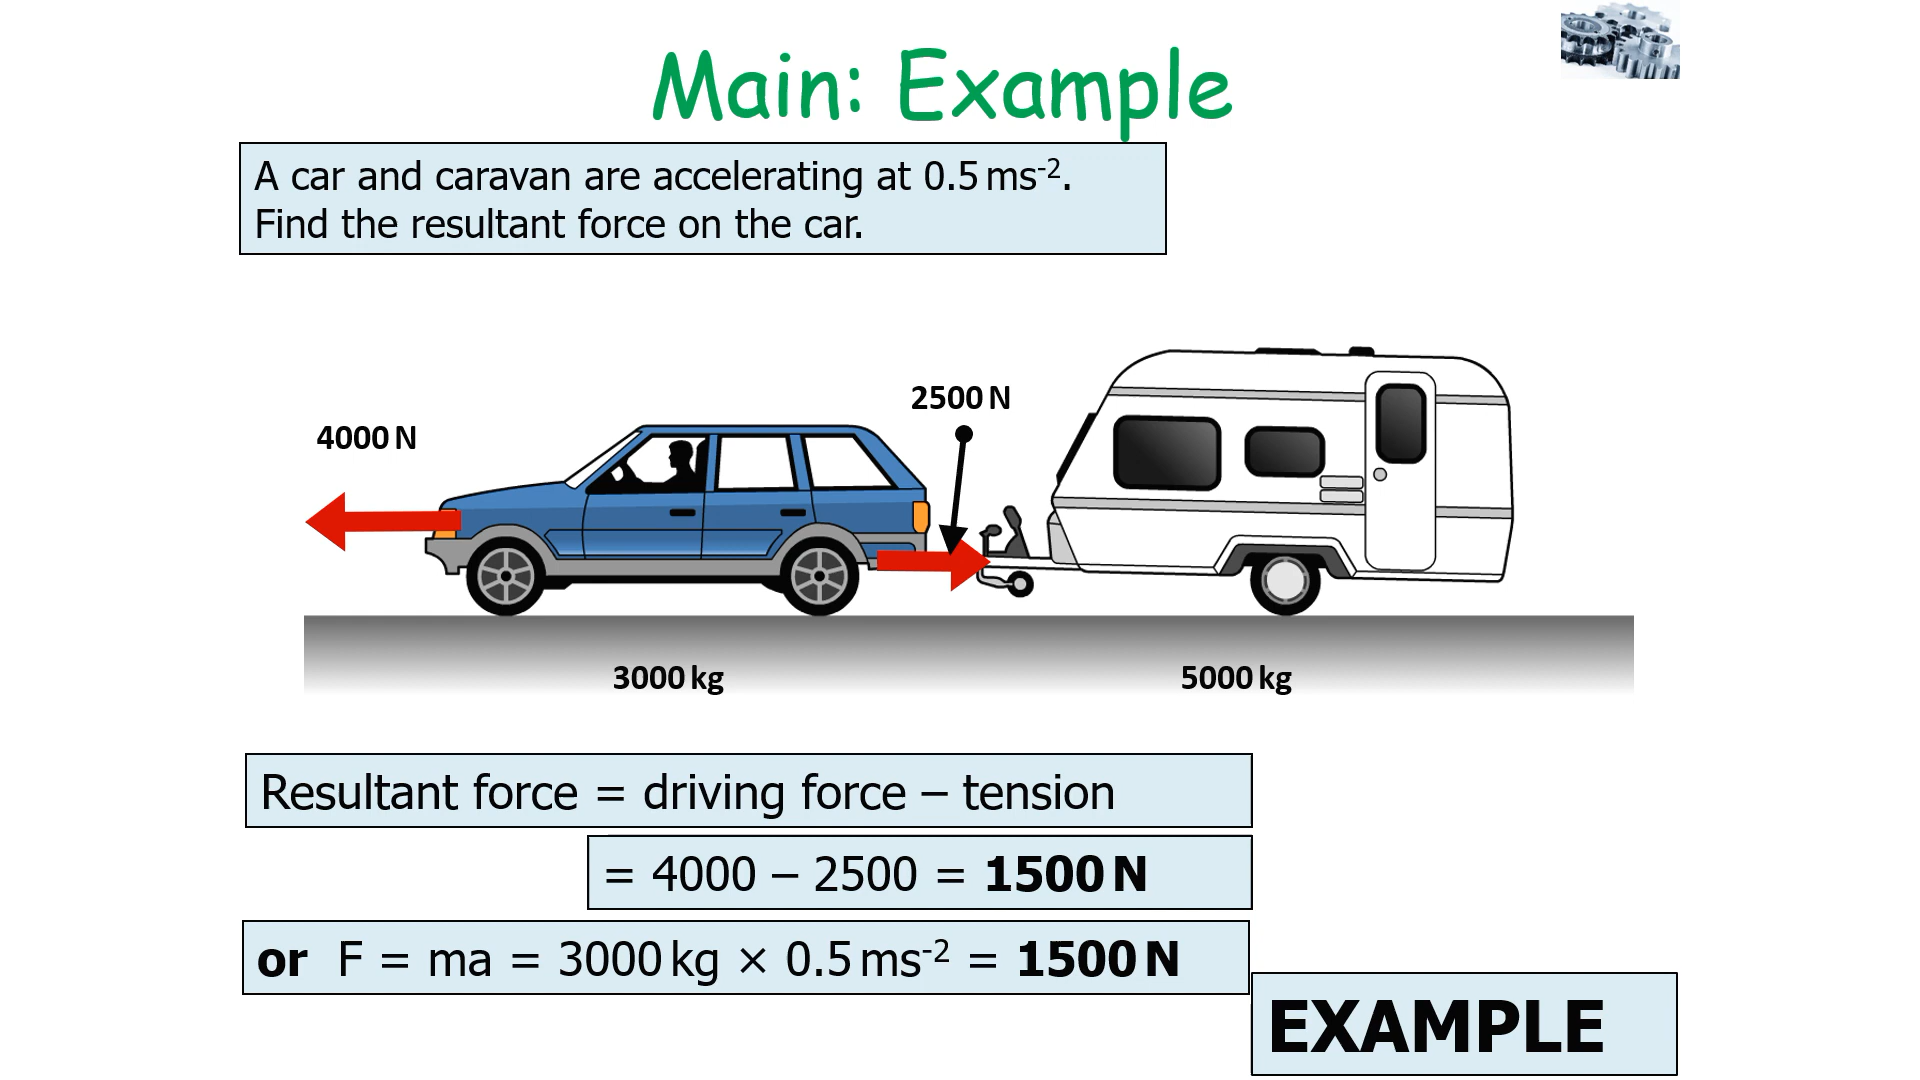 Main: Example
A car and caravan are accelerating at 0.5 ms-2.
Find the resultant force on the car.
2500 N
4000 N
3000 kg
5000 kg
Resultant force = driving force – tension
= 4000 – 2500 = 1500 N
or F = ma = 3000 kg × 0.5 ms-2 = 1500 N
EXAMPLE